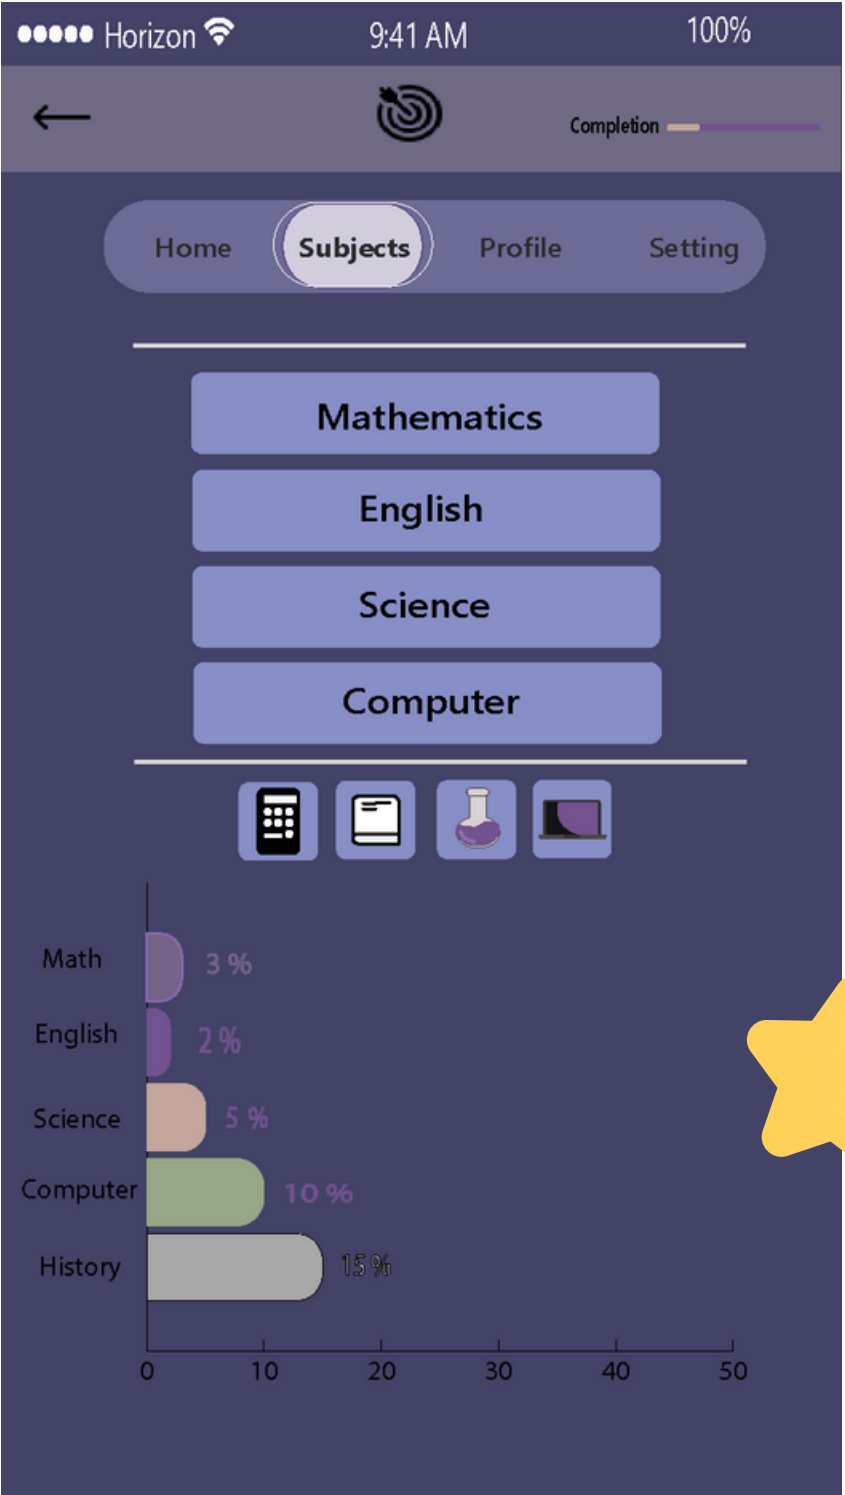 Horizon 9:41 AM 100%
Completion
Home Subjects Profile Setting
Mathematics
English
Science
Computer
Math 3 %
English 2 %
Science 5 %
Computer 10 %
History 15 %
0 10 20 30 40 50